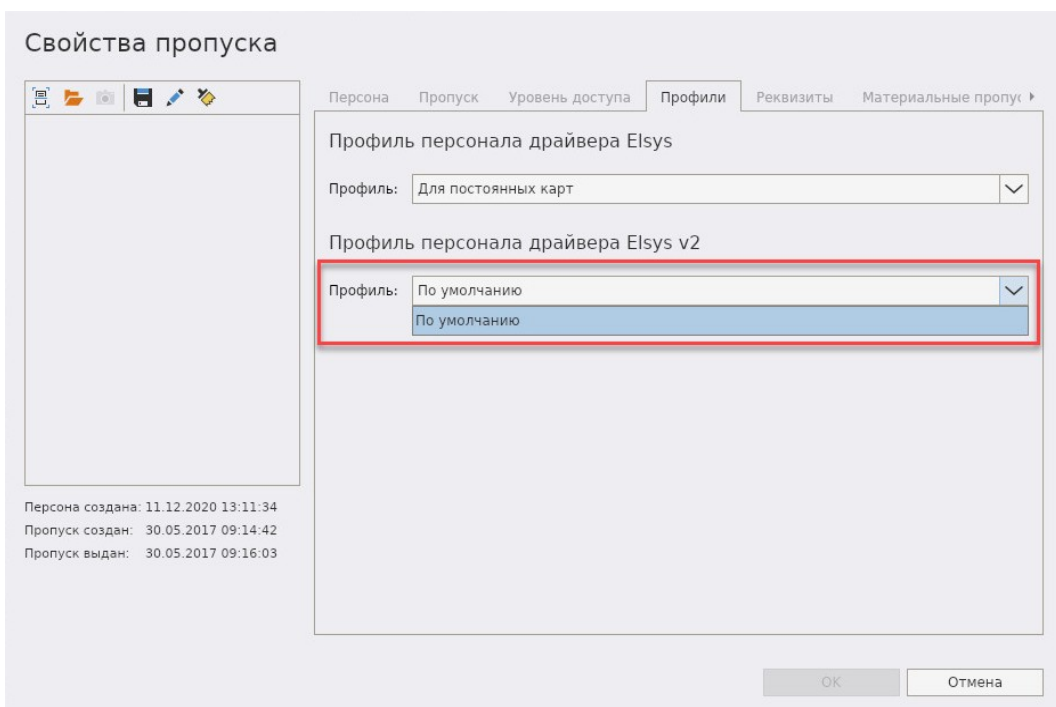 Свойства пропуска
Персона Пропуск Уровень доступа Профили Реквизиты Материальные пропус
Профиль персонала драйвера Elsys
Профиль: Для постоянных карт
Профиль персонала драйвера Elsys v2
Профиль: По умолчанию
По умолчанию
Персона создана: 11.12.2020 13:11:34
Пропуск создан: 30.05.2017 09:14:42
Пропуск выдан: 30.05.2017 09:16:03
OK Отмена